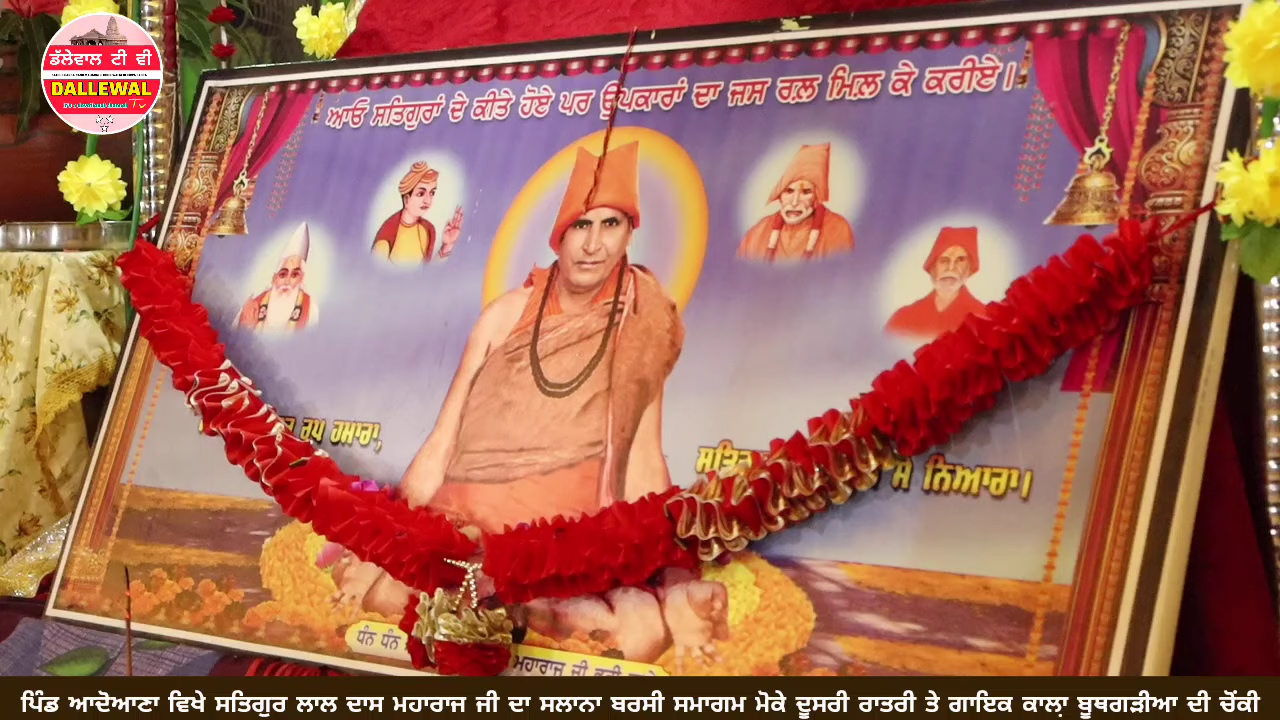 ਡੱਲੇਵਾਲ ਟੀ ਵੀ
DALLEWAL
TV
ਆਓ ਸਤਿਗੁਰਾਂ ਦੇ ਕੀਤੇ ਹੋਏ ਪਰ ਉਪਕਾਰਾਂ ਦਾ ਜਸ ਰਲ ਮਿਲ ਕੇ ਕਰੀਏ।
ਰੂਪ ਹਮਾਰਾ,
ਨਿਆਰਾ।
ਧੰਨ ਧੰਨ
ਮਹਾਰਾਜ ਜੀ
ਪਿੰਡ ਆਦੋਆਣਾ ਵਿਖੇ ਸਤਿਗੁਰ ਲਾਲ ਦਾਸ ਮਹਾਰਾਜ ਜੀ ਦਾ ਸਲਾਨਾ ਬਰਸੀ ਸਮਾਗਮ ਮੋਕੇ ਦੂਸਰੀ ਰਾਤਰੀ ਤੇ ਗਾਇਕ ਕਾਲਾ਼ ਬੂਥਗੜੀਆ ਦੀ ਚੋਂਕੀ